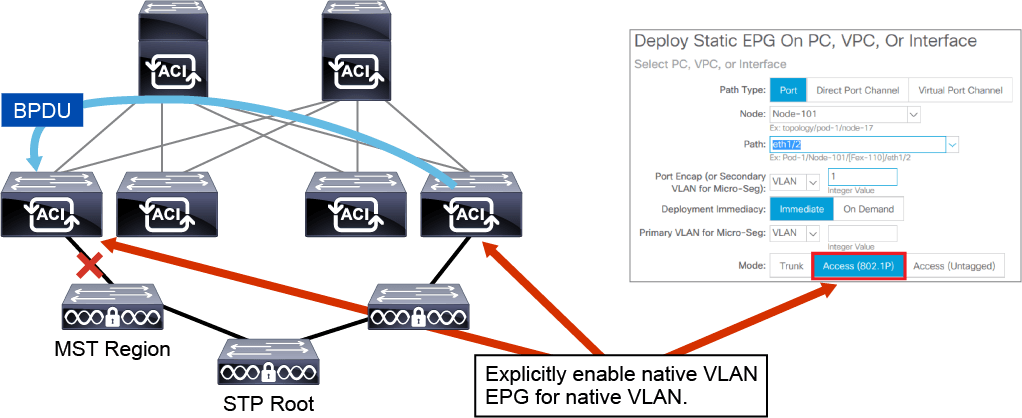 ACI
ACI
BPDU
ACI
ACI
ACI
ACI
MST Region
STP Root
Explicitly enable native VLAN
EPG for native VLAN.
Deploy Static EPG On PC, VPC, Or Interface
Select PC, VPC, or Interface
Path Type: Port Direct Port Channel Virtual Port Channel
Node: Node-101
Ex: topology/pod-1/node-17
Path: eth1/2
Ex: Pod-1/Node-101/[Fex-110]/eth1/2
Port Encap (or Secondary
VLAN for Micro-Seg): VLAN 1
Integer Value
Deployment Immediacy: Immediate On Demand
Primary VLAN for Micro-Seg: VLAN
Integer Value
Mode: Trunk Access (802.1P) Access (Untagged)